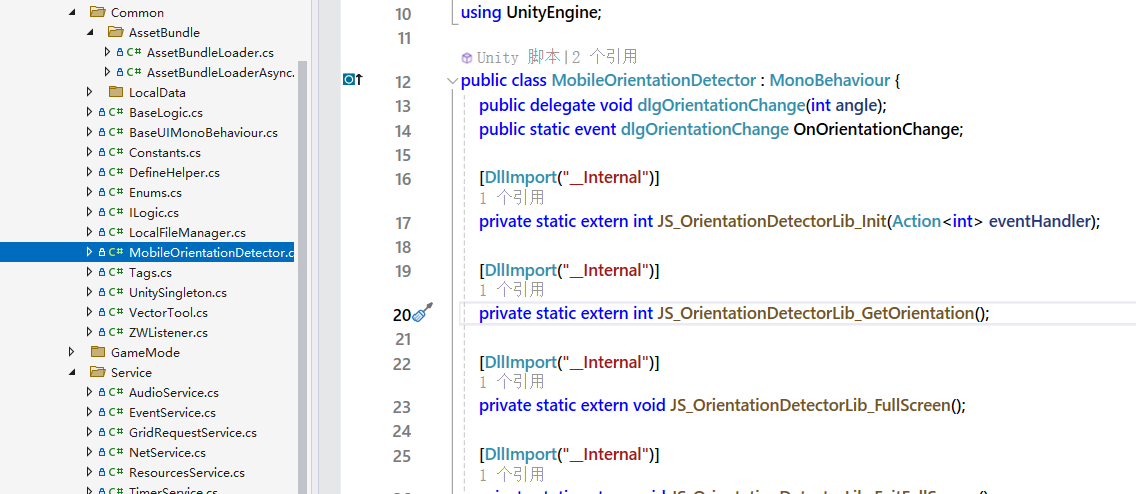 Common
AssetBundle
C# AssetBundleLoader.cs
C# AssetBundleLoaderAsync.
LocalData
C# BaseLogic.cs
C# BaseUIMonoBehaviour.cs
C# Constants.cs
C# DefineHelper.cs
C# Enums.cs
C# ILogic.cs
C# LocalFileManager.cs
C# MobileOrientationDetector.c
C# Tags.cs
C# UnitySingleton.cs
C# VectorTool.cs
C# ZWListener.cs
GameMode
Service
C# AudioService.cs
C# EventService.cs
C# GridRequestService.cs
C# NetService.cs
C# ResourcesService.cs
C# TimerService.cs
10 using UnityEngine;
11
Unity 脚本|2 个引用
12 public class MobileOrientationDetector : MonoBehaviour {
13 public delegate void dlgOrientationChange(int angle);
14 public static event dlgOrientationChange OnOrientationChange;
15
16 [DllImport("__Internal")]
1 个引用
17 private static extern int JS_OrientationDetectorLib_Init(Action<int> eventHandler);
18
19 [DllImport("__Internal")]
1 个引用
20 private static extern int JS_OrientationDetectorLib_GetOrientation();
21
22 [DllImport("__Internal")]
1 个引用
23 private static extern void JS_OrientationDetectorLib_FullScreen();
24
25 [DllImport("__Internal")]
1 个引用